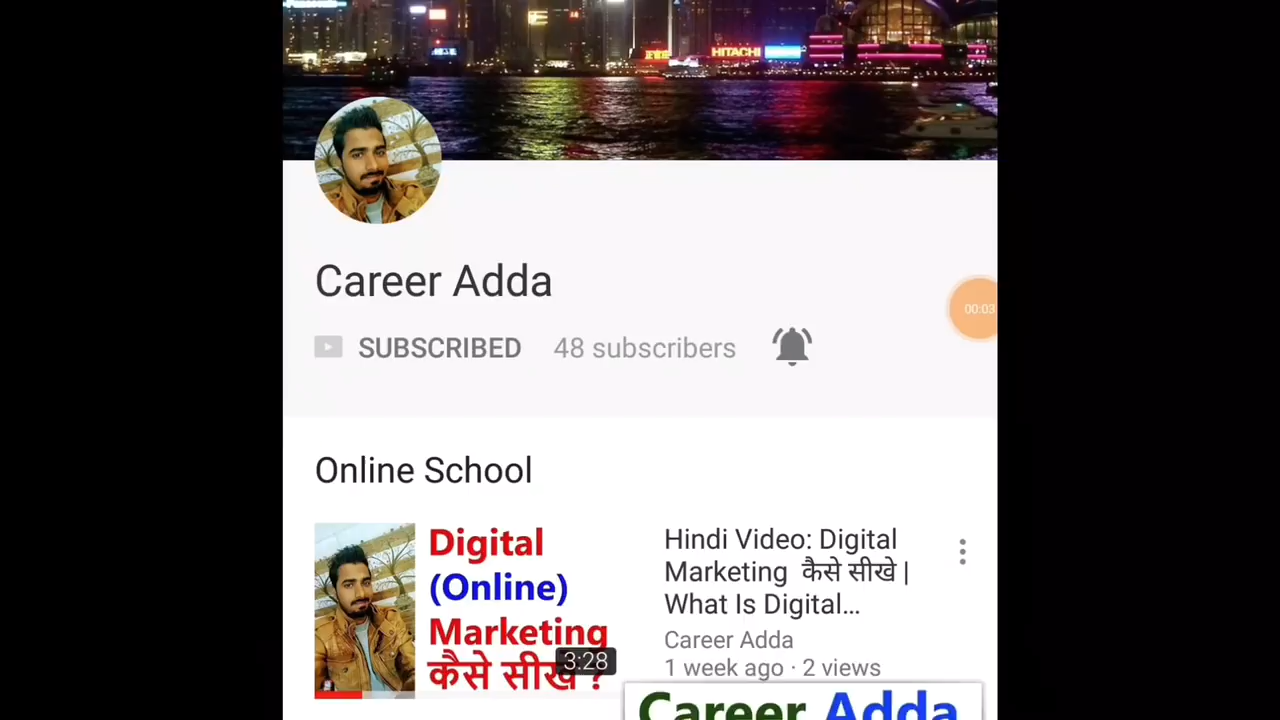 HITACHI
Career Adda
00:03
SUBSCRIBED 48 subscribers
Online School
Digital
(Online)
Marketing
कैसे सीखे ?
3:28
Hindi Video: Digital
Marketing कैसे सीखे |
What Is Digital...
Career Adda
1 week ago · 2 views
Career Adda